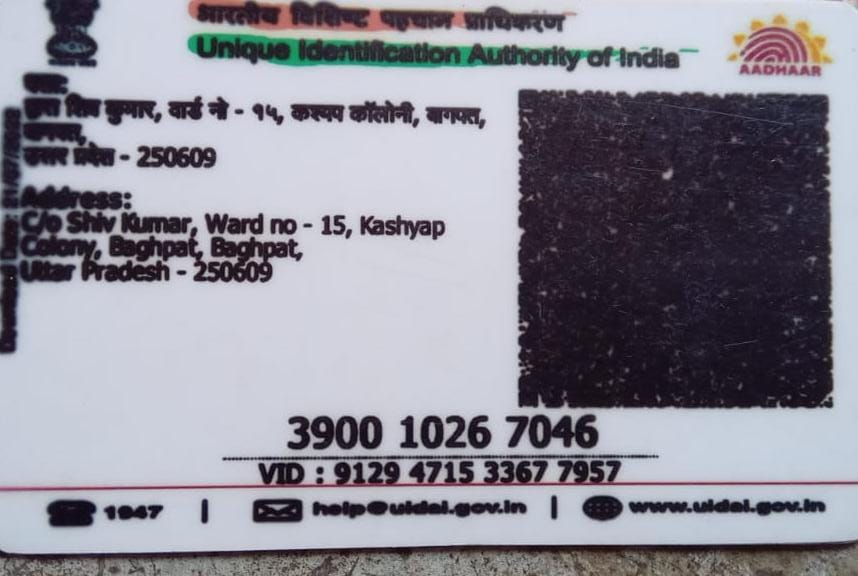 भारतीय विशिष्ट पहचान प्राधिकरण
Unique Identification Authority of India
AADHAAR
पता:
द्वारा शिव कुमार, वार्ड नो - १५, कश्यप कॉलोनी, बागपत,
बागपत,
उत्तर प्रदेश - 250609
Address:
C/o Shiv Kumar, Ward no - 15, Kashyap
Colony, Baghpat, Baghpat,
Uttar Pradesh - 250609
3900 1026 7046
VID : 9129 4715 3367 7957
1947 | help@uidai.gov.in | www.uidai.gov.in